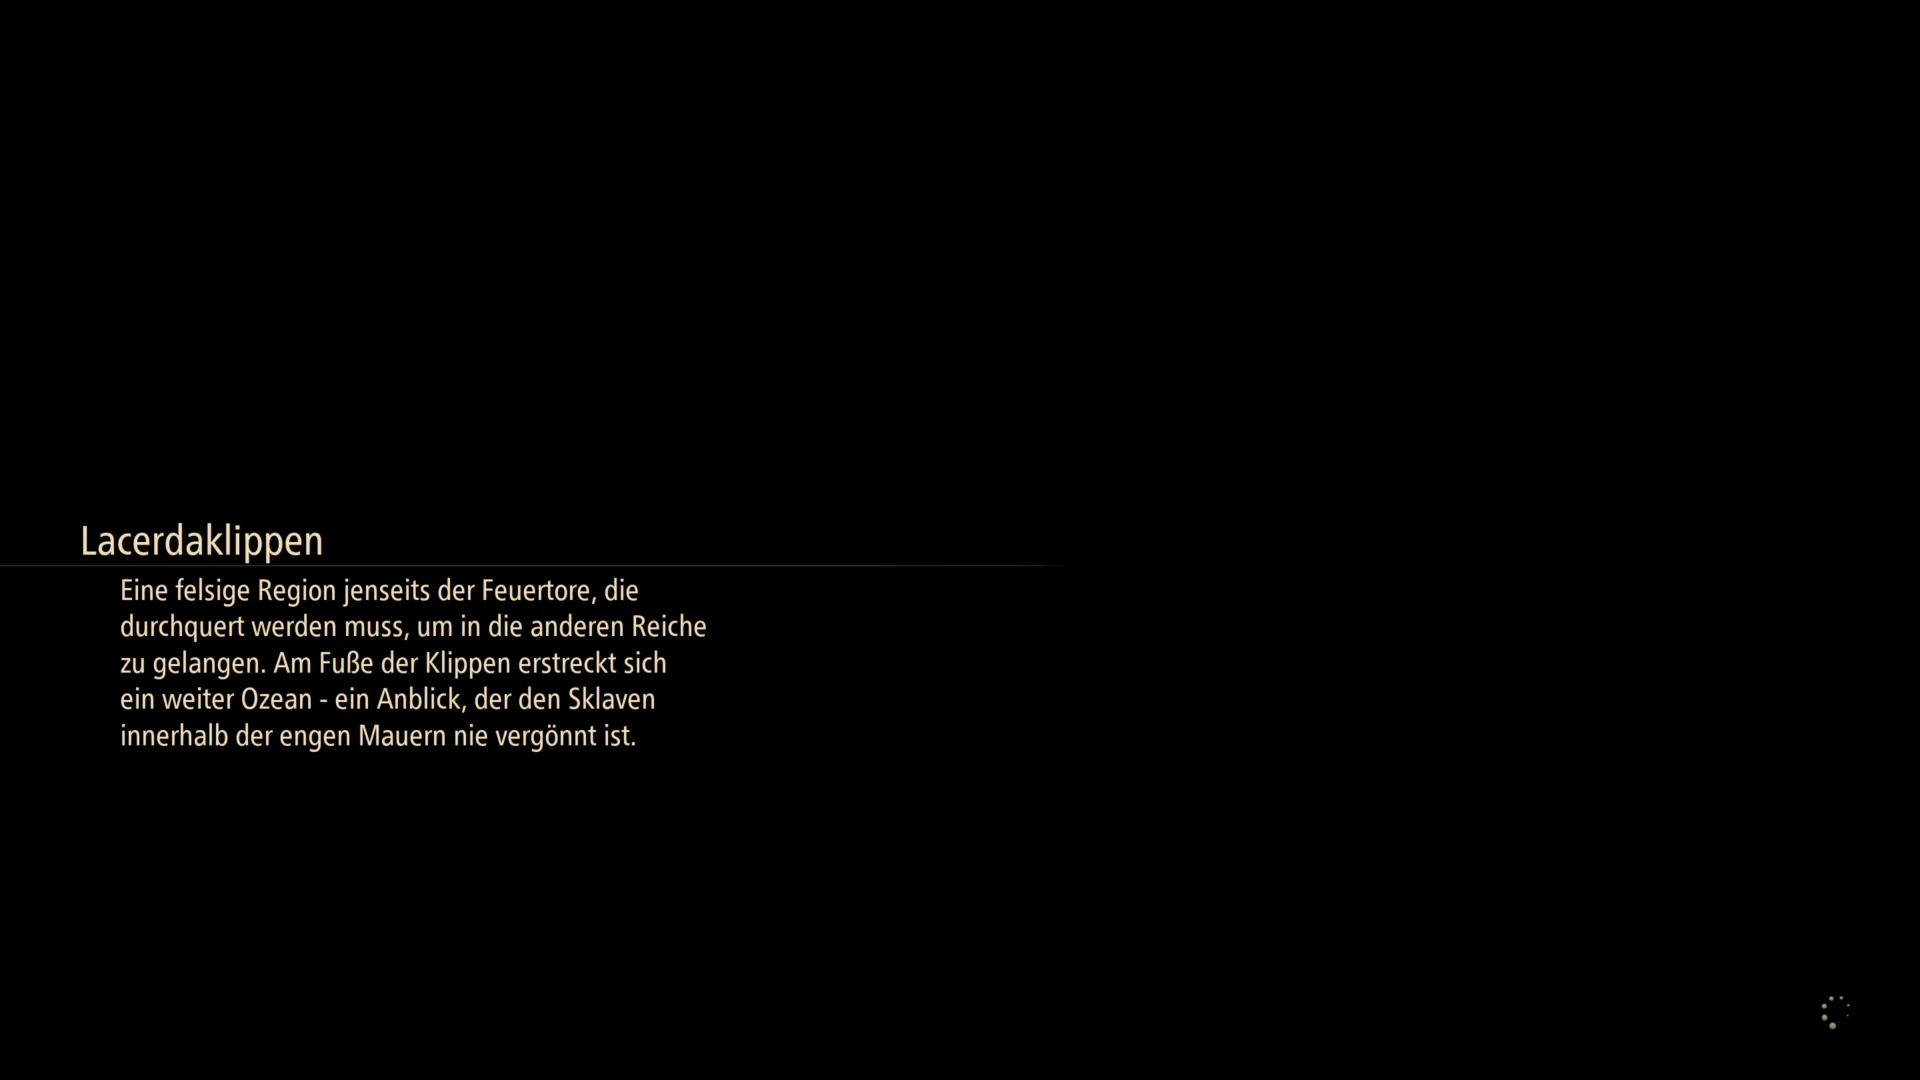 Lacerdaklippen
Eine felsige Region jenseits der Feuertore, die
durchquert werden muss, um in die anderen Reiche
zu gelangen. Am Fuße der Klippen erstreckt sich
ein weiter Ozean - ein Anblick, der den Sklaven
innerhalb der engen Mauern nie vergönnt ist.